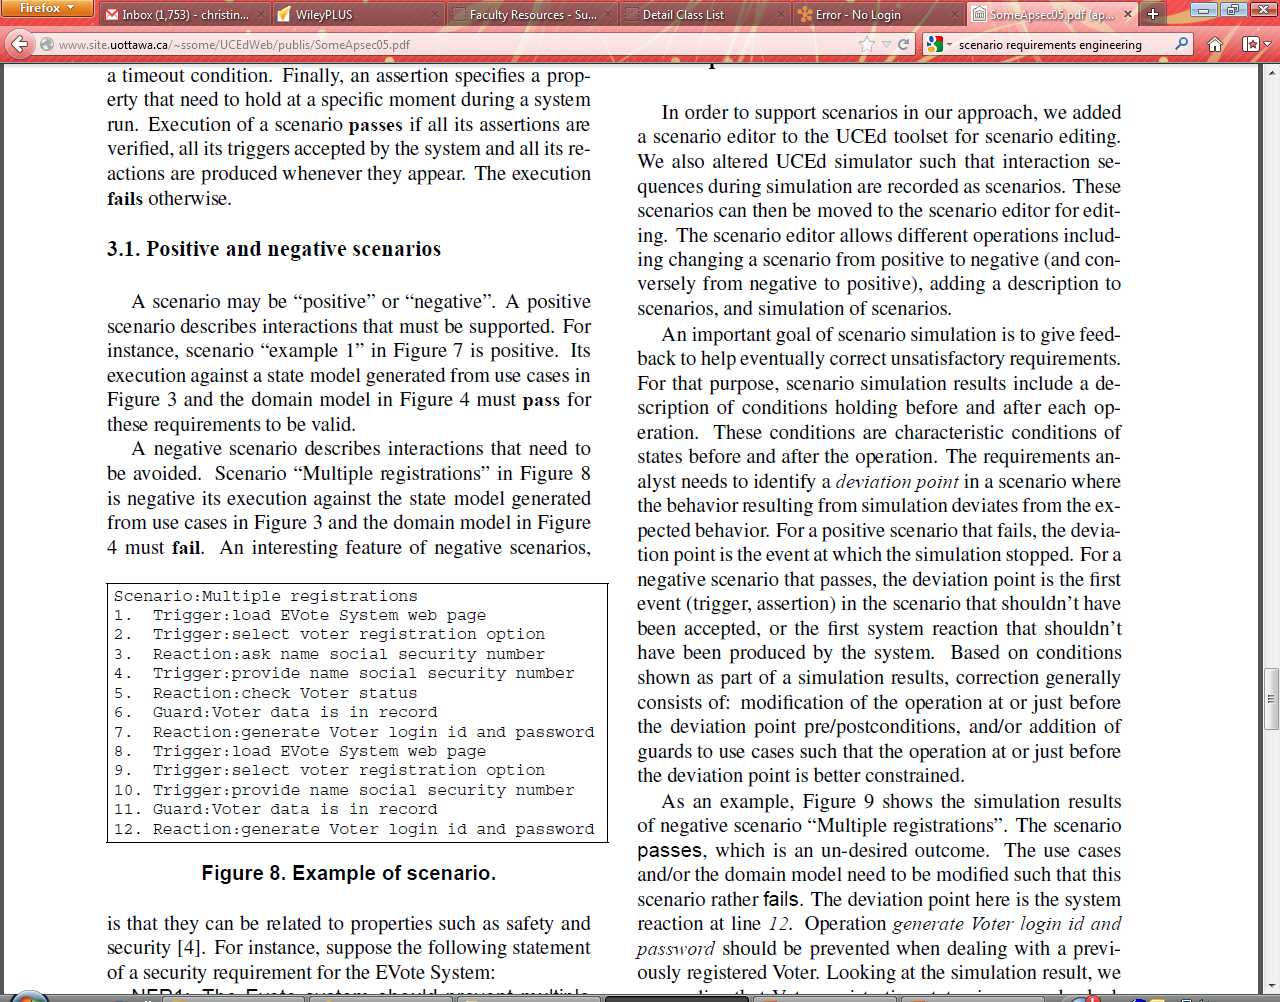 Firefox
Inbox (1,753) - christin...
WileyPLUS
Faculty Resources - Su...
Detail Class List
Error - No Login
SomeApsec05.pdf (ap...
www.site.uottawa.ca/~ssome/UCEdWeb/publis/SomeApsec05.pdf
scenario requirements engineering
a timeout condition. Finally, an assertion specifies a prop-
erty that need to hold at a specific moment during a system
run. Execution of a scenario passes if all its assertions are
verified, all its triggers accepted by the system and all its re-
actions are produced whenever they appear. The execution
fails otherwise.
3.1. Positive and negative scenarios
A scenario may be “positive” or “negative”. A positive
scenario describes interactions that must be supported. For
instance, scenario “example 1” in Figure 7 is positive. Its
execution against a state model generated from use cases in
Figure 3 and the domain model in Figure 4 must pass for
these requirements to be valid.
A negative scenario describes interactions that need to
be avoided. Scenario “Multiple registrations” in Figure 8
is negative its execution against the state model generated
from use cases in Figure 3 and the domain model in Figure
4 must fail. An interesting feature of negative scenarios,
Scenario:Multiple registrations
1. Trigger:load EVote System web page
2. Trigger:select voter registration option
3. Reaction:ask name social security number
4. Trigger:provide name social security number
5. Reaction:check Voter status
6. Guard:Voter data is in record
7. Reaction:generate Voter login id and password
8. Trigger:load EVote System web page
9. Trigger:select voter registration option
10. Trigger:provide name social security number
11. Guard:Voter data is in record
12. Reaction:generate Voter login id and password
Figure 8. Example of scenario.
is that they can be related to properties such as safety and
security [4]. For instance, suppose the following statement
of a security requirement for the EVote System:
NFR1: The Evote system should prevent multiple
In order to support scenarios in our approach, we added
a scenario editor to the UCEd toolset for scenario editing.
We also altered UCEd simulator such that interaction se-
quences during simulation are recorded as scenarios. These
scenarios can then be moved to the scenario editor for edit-
ing. The scenario editor allows different operations includ-
ing changing a scenario from positive to negative (and con-
versely from negative to positive), adding a description to
scenarios, and simulation of scenarios.
An important goal of scenario simulation is to give feed-
back to help eventually correct unsatisfactory requirements.
For that purpose, scenario simulation results include a de-
scription of conditions holding before and after each op-
eration. These conditions are characteristic conditions of
states before and after the operation. The requirements an-
alyst needs to identify a deviation point in a scenario where
the behavior resulting from simulation deviates from the ex-
pected behavior. For a positive scenario that fails, the devia-
tion point is the event at which the simulation stopped. For a
negative scenario that passes, the deviation point is the first
event (trigger, assertion) in the scenario that shouldn’t have
been accepted, or the first system reaction that shouldn’t
have been produced by the system. Based on conditions
shown as part of a simulation results, correction generally
consists of: modification of the operation at or just before
the deviation point pre/postconditions, and/or addition of
guards to use cases such that the operation at or just before
the deviation point is better constrained.
As an example, Figure 9 shows the simulation results
of negative scenario “Multiple registrations”. The scenario
passes, which is an un-desired outcome. The use cases
and/or the domain model need to be modified such that this
scenario rather fails. The deviation point here is the system
reaction at line 12. Operation generate Voter login id and
password should be prevented when dealing with a previ-
ously registered Voter. Looking at the simulation result, we